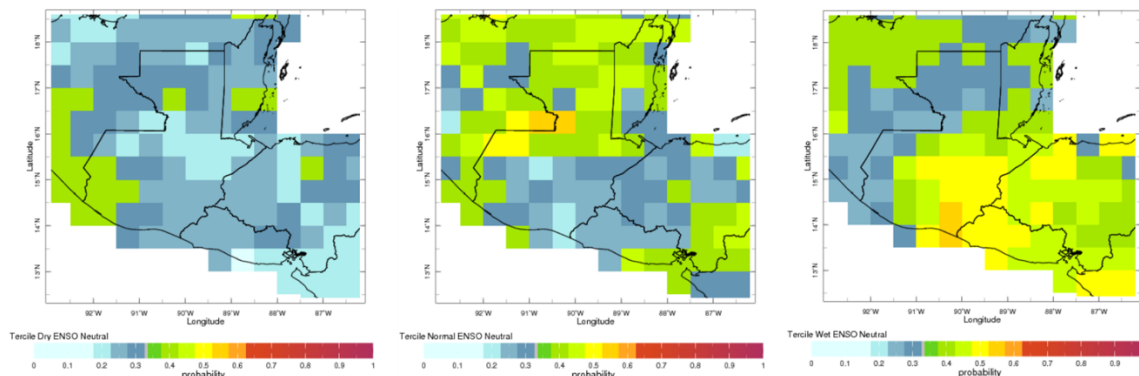 18°N
17°N
16°N
15°N
14°N
13°N
Latitude
92°W 91°W 90°W 89°W 88°W 87°W
Longitude
Tercile Dry ENSO Neutral
0 0.1 0.2 0.3 0.4 0.5 0.6 0.7 0.8 0.9 1
probability
18°N
17°N
16°N
15°N
14°N
13°N
Latitude
92°W 91°W 90°W 89°W 88°W 87°W
Longitude
Tercile Normal ENSO Neutral
0 0.1 0.2 0.3 0.4 0.5 0.6 0.7 0.8 0.9 1
probability
18°N
17°N
16°N
15°N
14°N
13°N
Latitude
92°W 91°W 90°W 89°W 88°W 87°W
Longitude
Tercile Wet ENSO Neutral
0 0.1 0.2 0.3 0.4 0.5 0.6 0.7 0.8 0.9
probability